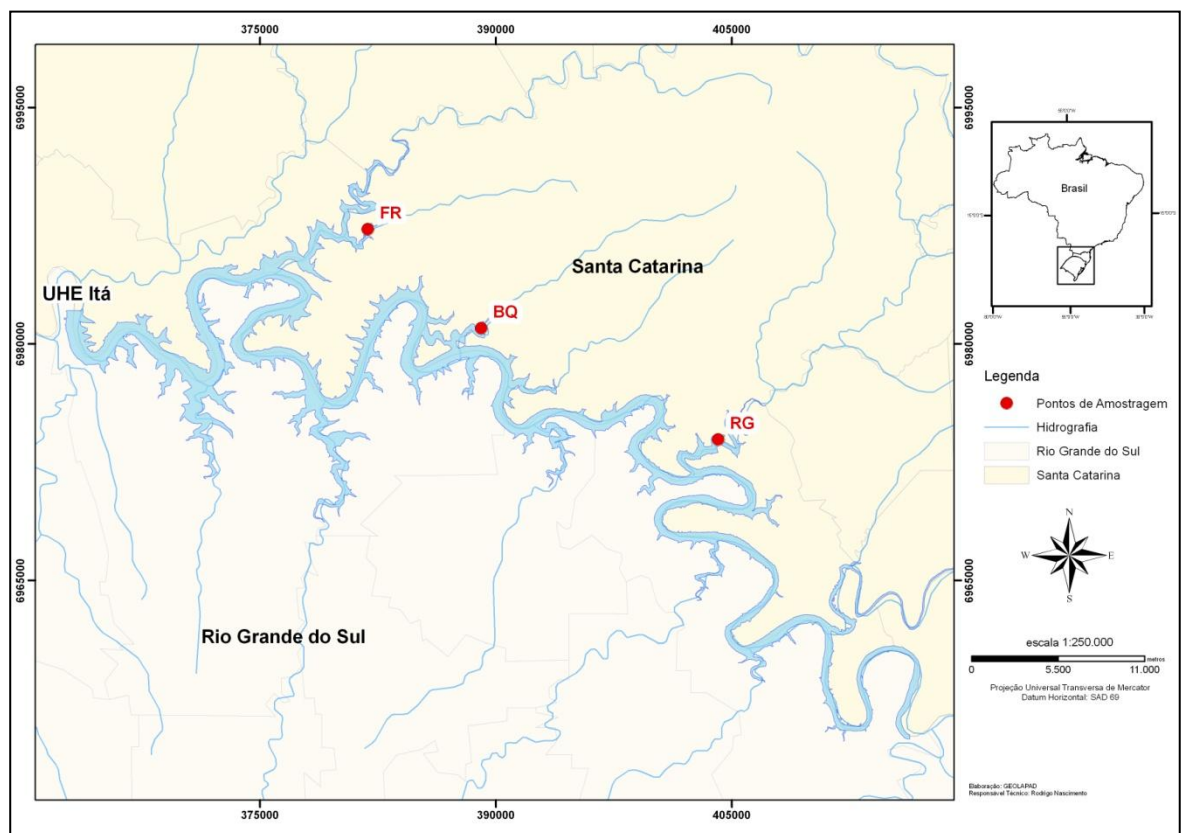 375000
390000
405000
6995000
6995000
FR
Brasil
Santa Catarina
UHE Itá
BQ
6980000
6980000
Legenda
Pontos de Amostragem
RG
Hidrografia
Rio Grande do Sul
Santa Catarina
N
W
E
S
6965000
6965000
Rio Grande do Sul
escala 1:250.000
metros
0
5.500
11.000
Projeção Universal Transversa de Mercator
Datum Horizontal: SAD 69
Elaboração: GEOLAPAD
Responsável Técnico: Rodrigo Nascimento
375000
390000
405000